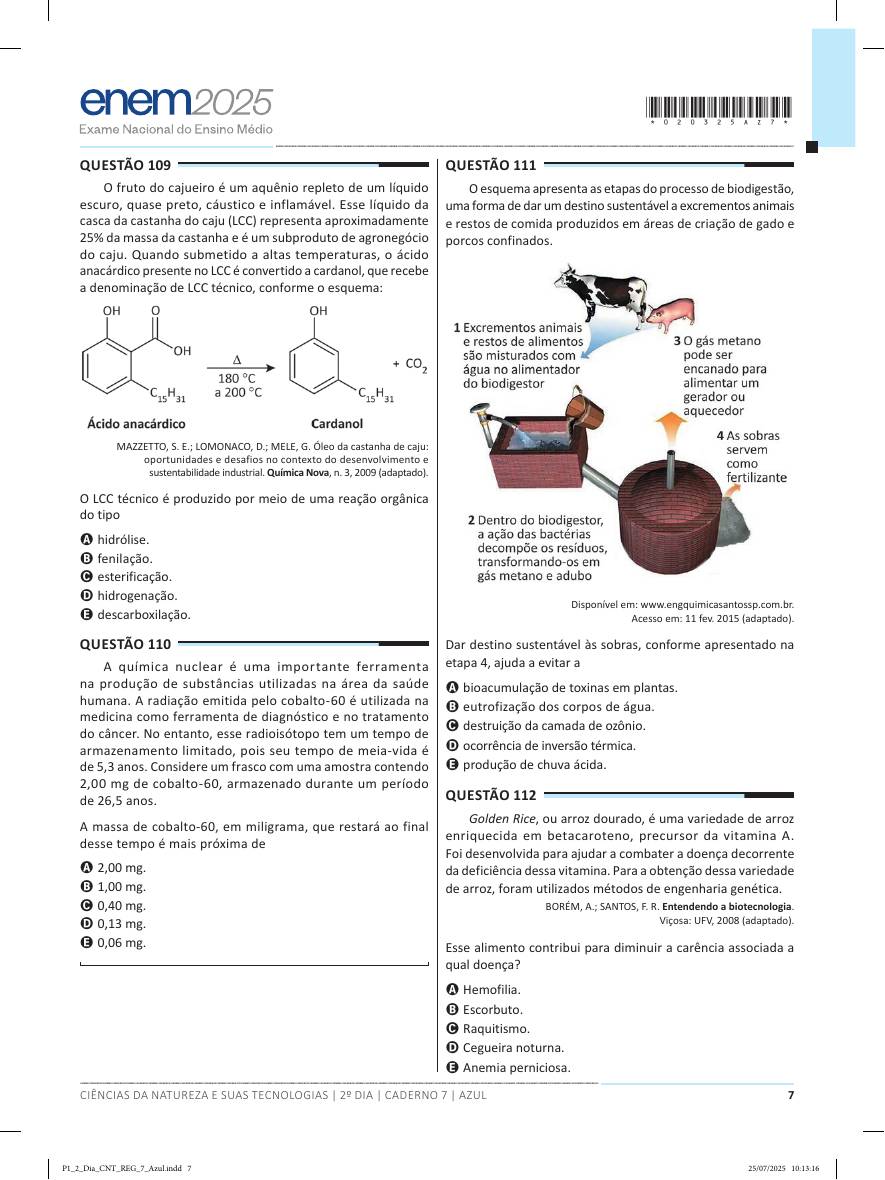 enem2025
Exame Nacional do Ensino Médio
*020325AZ7*
QUESTÃO 109
O fruto do cajueiro é um aquênio repleto de um líquido
escuro, quase preto, cáustico e inflamável. Esse líquido da
casca da castanha do caju (LCC) representa aproximadamente
25% da massa da castanha e é um subproduto de agronegócio
do caju. Quando submetido a altas temperaturas, o ácido
anacárdico presente no LCC é convertido a cardanol, que recebe
a denominação de LCC técnico, conforme o esquema:
OH O
OH
C15H31
Δ
180 °C
a 200 °C
OH
C15H31
+ CO2
Ácido anacárdico
Cardanol
MAZZETTO, S. E.; LOMONACO, D.; MELE, G. Óleo da castanha de caju:
oportunidades e desafios no contexto do desenvolvimento e
sustentabilidade industrial. Química Nova, n. 3, 2009 (adaptado).
O LCC técnico é produzido por meio de uma reação orgânica
do tipo
A hidrólise.
B fenilação.
C esterificação.
D hidrogenação.
E descarboxilação.
QUESTÃO 110
A química nuclear é uma importante ferramenta
na produção de substâncias utilizadas na área da saúde
humana. A radiação emitida pelo cobalto-60 é utilizada na
medicina como ferramenta de diagnóstico e no tratamento
do câncer. No entanto, esse radioisótopo tem um tempo de
armazenamento limitado, pois seu tempo de meia-vida é
de 5,3 anos. Considere um frasco com uma amostra contendo
2,00 mg de cobalto-60, armazenado durante um período
de 26,5 anos.
A massa de cobalto-60, em miligrama, que restará ao final
desse tempo é mais próxima de
A 2,00 mg.
B 1,00 mg.
C 0,40 mg.
D 0,13 mg.
E 0,06 mg.
QUESTÃO 111
O esquema apresenta as etapas do processo de biodigestão,
uma forma de dar um destino sustentável a excrementos animais
e restos de comida produzidos em áreas de criação de gado e
porcos confinados.
1 Excrementos animais
e restos de alimentos
são misturados com
água no alimentador
do biodigestor
3 O gás metano
pode ser
encanado para
alimentar um
gerador ou
aquecedor
4 As sobras
servem
como
fertilizante
2 Dentro do biodigestor,
a ação das bactérias
decompõe os resíduos,
transformando-os em
gás metano e adubo
Disponível em: www.engquimicasantossp.com.br.
Acesso em: 11 fev. 2015 (adaptado).
Dar destino sustentável às sobras, conforme apresentado na
etapa 4, ajuda a evitar a
A bioacumulação de toxinas em plantas.
B eutrofização dos corpos de água.
C destruição da camada de ozônio.
D ocorrência de inversão térmica.
E produção de chuva ácida.
QUESTÃO 112
Golden Rice, ou arroz dourado, é uma variedade de arroz
enriquecida em betacaroteno, precursor da vitamina A.
Foi desenvolvida para ajudar a combater a doença decorrente
da deficiência dessa vitamina. Para a obtenção dessa variedade
de arroz, foram utilizados métodos de engenharia genética.
BORÉM, A.; SANTOS, F. R. Entendendo a biotecnologia.
Viçosa: UFV, 2008 (adaptado).
Esse alimento contribui para diminuir a carência associada a
qual doença?
A Hemofilia.
B Escorbuto.
C Raquitismo.
D Cegueira noturna.
E Anemia perniciosa.
CIÊNCIAS DA NATUREZA E SUAS TECNOLOGIAS | 2º DIA | CADERNO 7 | AZUL
7
P1_2_Dia_CNT_REG_7_Azul.indd 7
25/07/2025 10:13:16